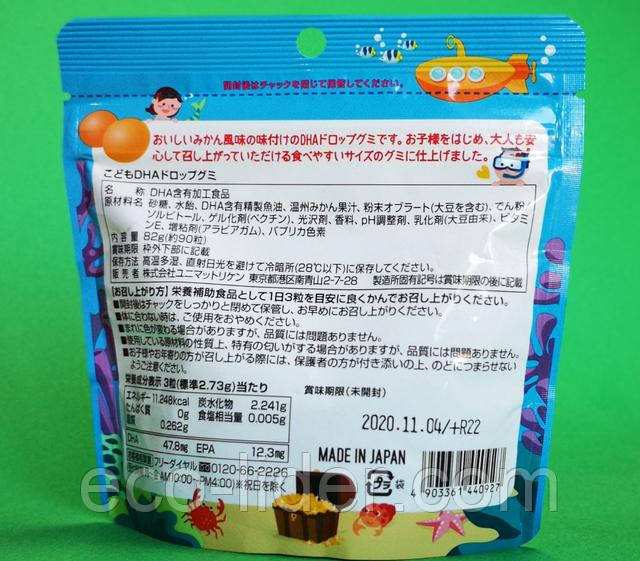 開封後はチャックを閉じて保管してください。
おいしいみかん風味の味付けのDHAドロップグミです。お子様をはじめ、大人も安
心して召し上がっていただける食べやすいサイズのグミに仕上げました。
こどもDHAドロップグミ
名　称 DHA含有加工食品
原材料名 砂糖、水飴、DHA含有精製魚油、温州みかん果汁、粉末オブラート(大豆を含む)、でん粉/
ソルビトール、ゲル化剤(ペクチン)、光沢剤、香料、pH調整剤、乳化剤(大豆由来)、ビタミ
ンE、増粘剤(アラビアガム)、パプリカ色素
内容量 82g(約90粒)
賞味期限 枠外下部に記載
保存方法 高温多湿、直射日光を避けて冷暗所(28℃以下)に保存してください。
販売者 株式会社ユニマットリケン 東京都港区南青山2-7-28 製造所固有記号は賞味期限の後に記載
【お召し上がり方】栄養補助食品として1日3粒を目安に良くかんでお召し上がりください。
●開封後はチャックをしっかりと閉めて保管し、お早めにお召し上がりください。
●体に合わない時は、ご使用をおやめください。
●まれに色が変わる場合がありますが、品質には問題ありません。
●使用している原材料の性質上、特有の匂いがする場合がありますが、品質には問題ありません。
●お子様やお年寄りの方が召し上がる際には、保護者の方が付き添いの上、のどにつまらせない
ようご注意ください。
栄養成分表示 3粒(標準2.73g)当たり
エネルギー 11.248kcal 炭水化物 2.241g
たんぱく質 0g 食塩相当量 0.005g
脂質 0.262g
DHA 47.8mg EPA 12.3mg
賞味期限(未開封)
2020.11.04/+R22
MADE IN JAPAN
フリーダイヤル 0120-66-2226
AM10:00~PM4:00)※祝日を除く
プラ 袋
4 903361 440927
eco-lider.com